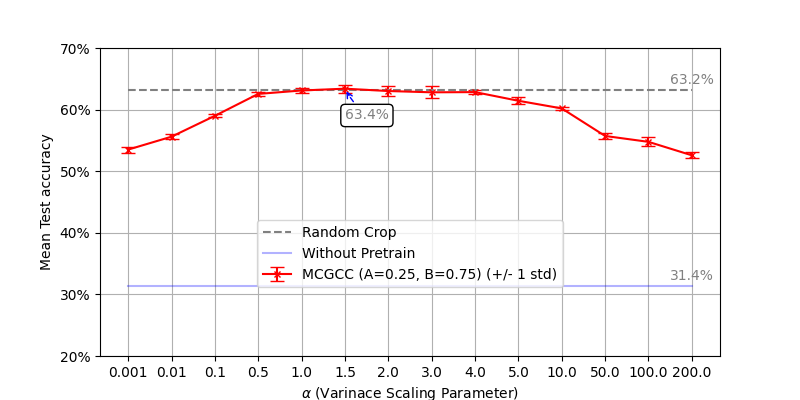 70%
60%
50%
40%
30%
20%
Mean Test accuracy
63.2%
63.4%
31.4%
Random Crop
Without Pretrain
MCGCC (A=0.25, B=0.75) (+/- 1 std)
0.001 0.01 0.1 0.5 1.0 1.5 2.0 3.0 4.0 5.0 10.0 50.0 100.0 200.0
α (Varinace Scaling Parameter)